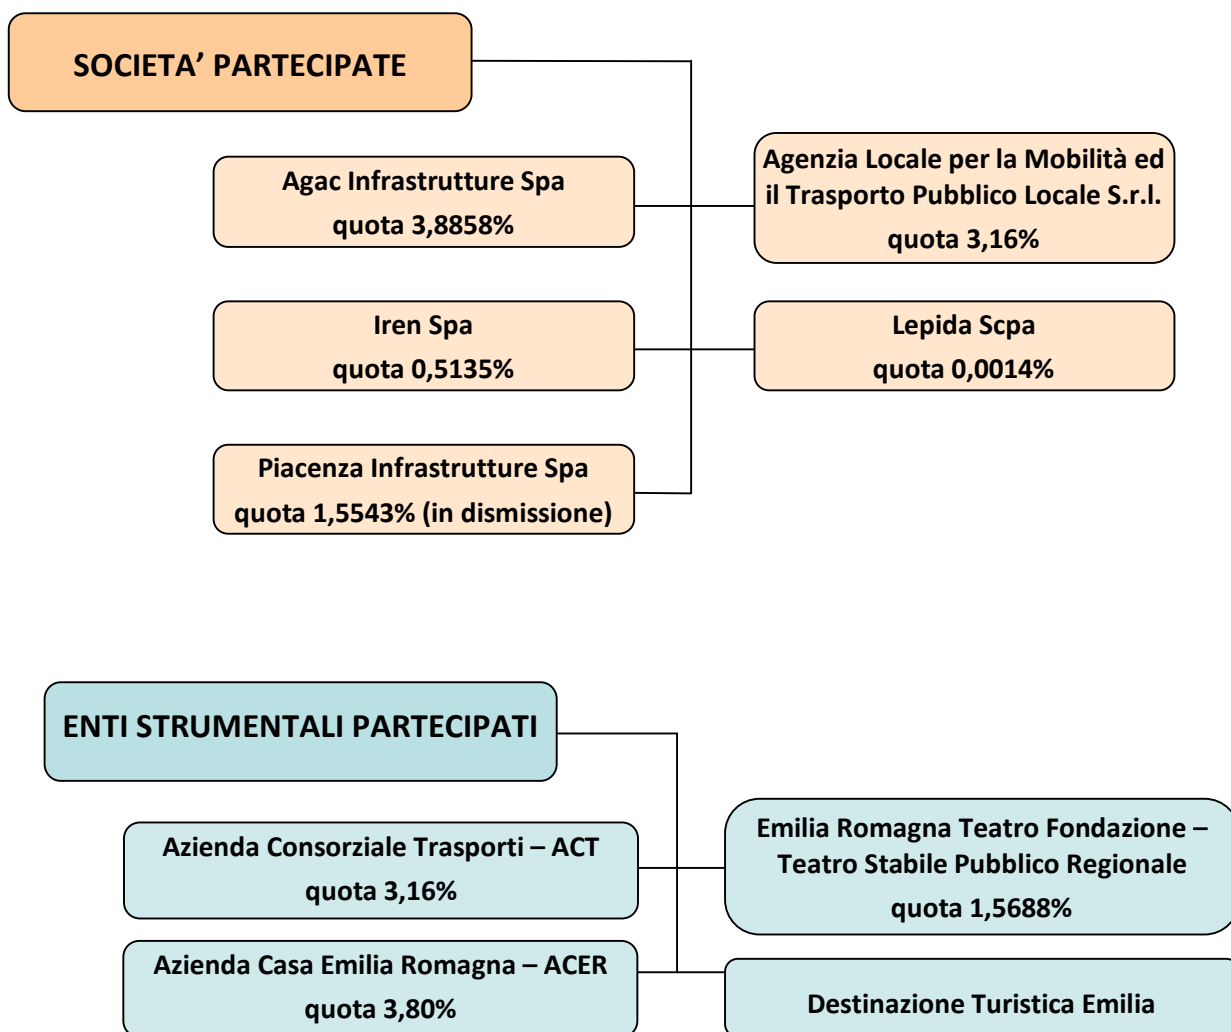 SOCIETA’ PARTECIPATE
Agac Infrastrutture Spa
quota 3,8858%
Agenzia Locale per la Mobilità ed
il Trasporto Pubblico Locale S.r.l.
quota 3,16%
Iren Spa
quota 0,5135%
Lepida Scpa
quota 0,0014%
Piacenza Infrastrutture Spa
quota 1,5543% (in dismissione)
ENTI STRUMENTALI PARTECIPATI
Azienda Consorziale Trasporti – ACT
quota 3,16%
Emilia Romagna Teatro Fondazione –
Teatro Stabile Pubblico Regionale
quota 1,5688%
Azienda Casa Emilia Romagna – ACER
quota 3,80%
Destinazione Turistica Emilia